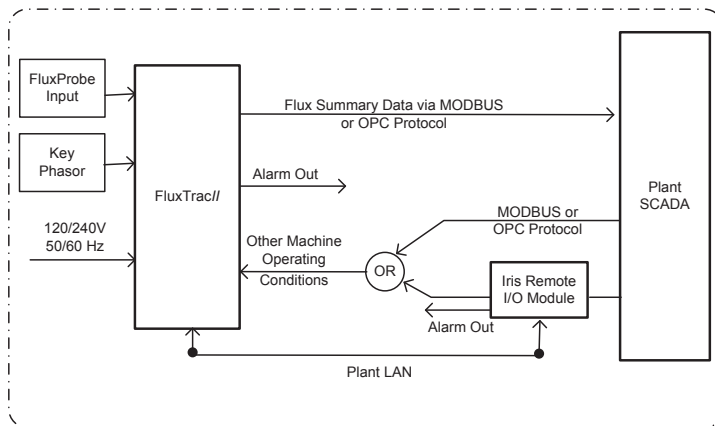 FluxProbe
Input
Key
Phasor
120/240V
50/60 Hz
FluxTracII
Flux Summary Data via MODBUS
or OPC Protocol
Alarm Out
Other Machine
Operating
Conditions
OR
MODBUS or
OPC Protocol
Iris Remote
I/O Module
Alarm Out
Plant
SCADA
Plant LAN